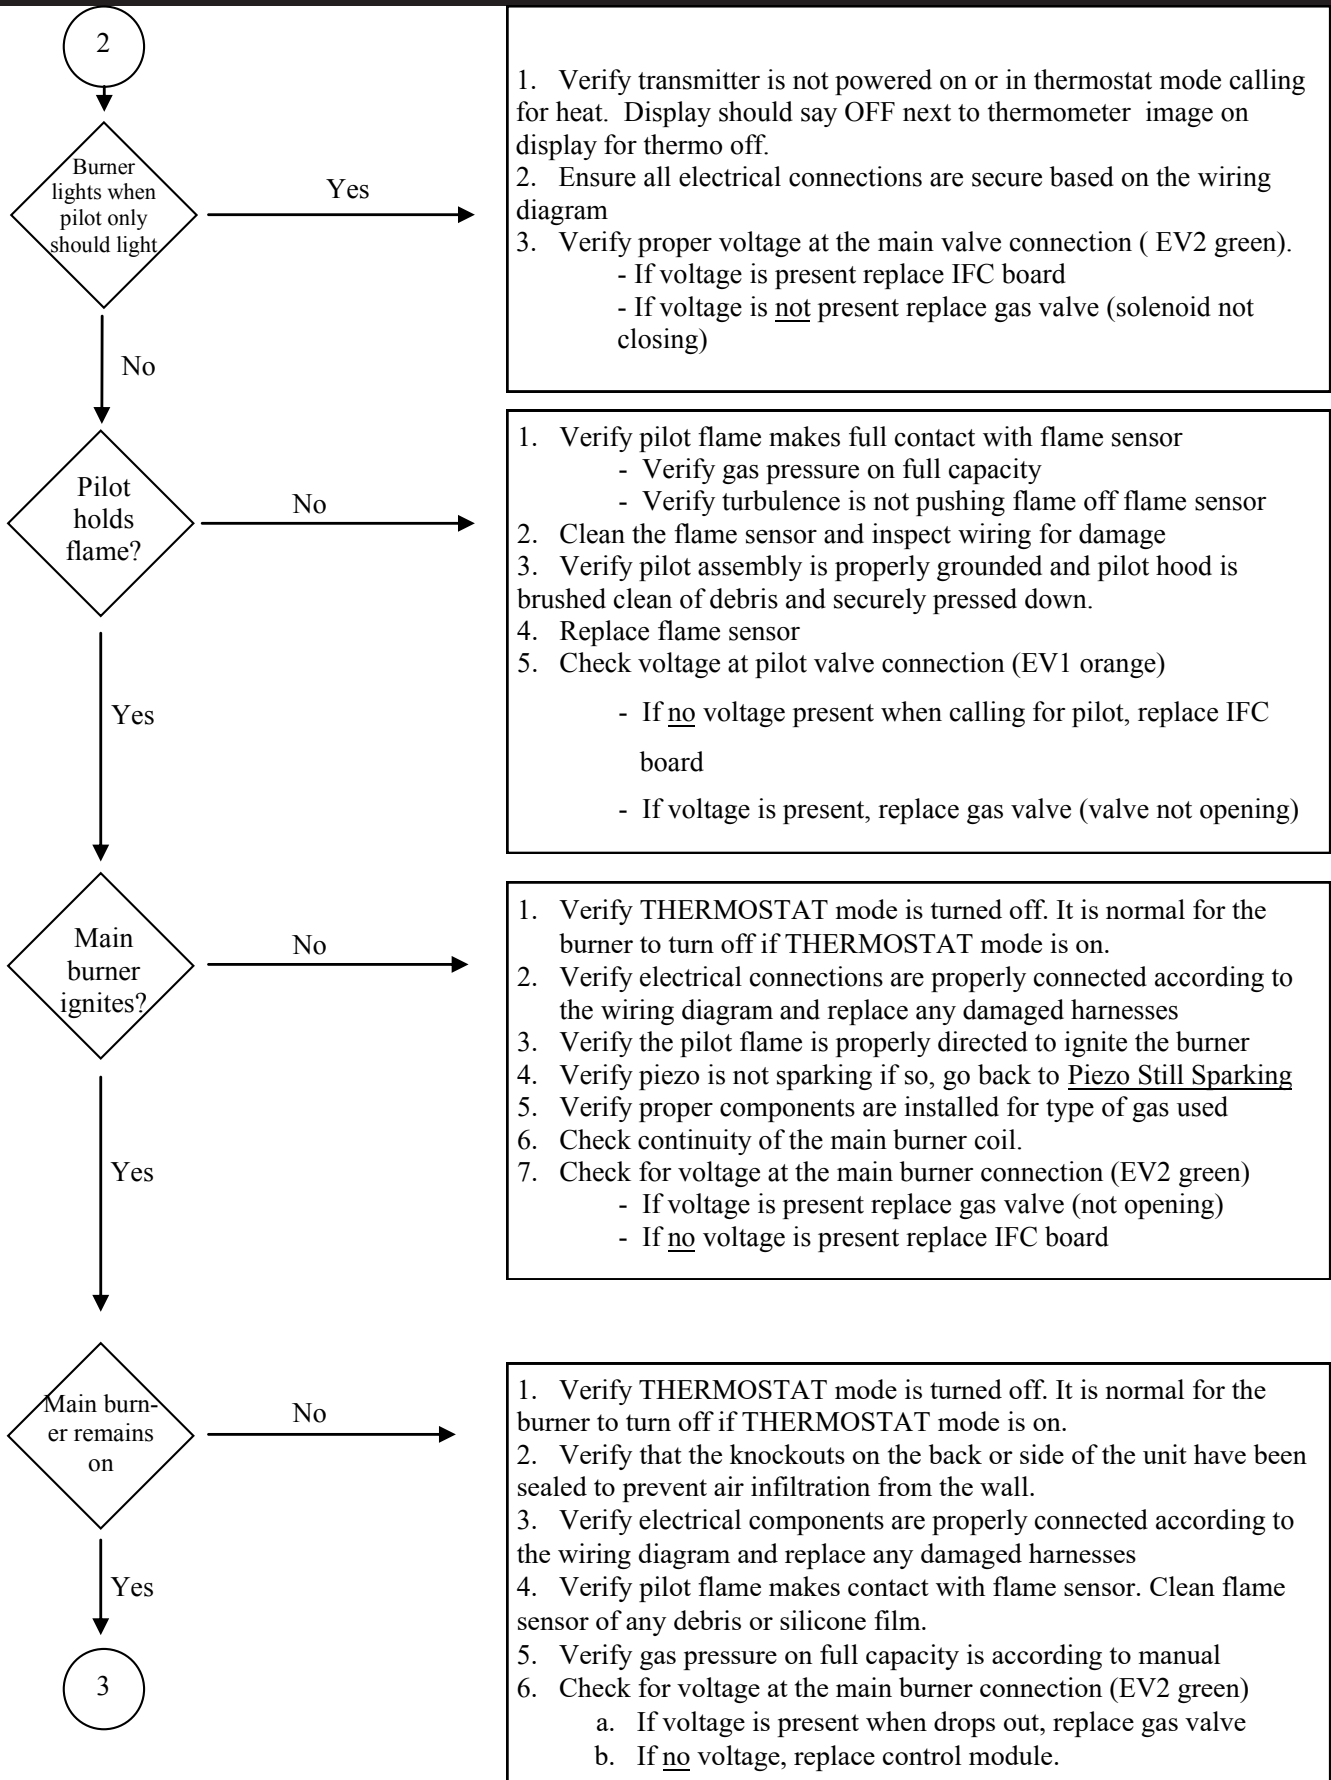 2
Burner
lights when
pilot only
should light
Yes
No
1. Verify transmitter is not powered on or in thermostat mode calling
for heat. Display should say OFF next to thermometer image on
display for thermo off.
2. Ensure all electrical connections are secure based on the wiring
diagram
3. Verify proper voltage at the main valve connection ( EV2 green).
- If voltage is present replace IFC board
- If voltage is not present replace gas valve (solenoid not
closing)
Pilot
holds
flame?
No
Yes
1. Verify pilot flame makes full contact with flame sensor
- Verify gas pressure on full capacity
- Verify turbulence is not pushing flame off flame sensor
2. Clean the flame sensor and inspect wiring for damage
3. Verify pilot assembly is properly grounded and pilot hood is
brushed clean of debris and securely pressed down.
4. Replace flame sensor
5. Check voltage at pilot valve connection (EV1 orange)
- If no voltage present when calling for pilot, replace IFC
board
- If voltage is present, replace gas valve (valve not opening)
Main
burner
ignites?
No
Yes
1. Verify THERMOSTAT mode is turned off. It is normal for the
burner to turn off if THERMOSTAT mode is on.
2. Verify electrical connections are properly connected according to
the wiring diagram and replace any damaged harnesses
3. Verify the pilot flame is properly directed to ignite the burner
4. Verify piezo is not sparking if so, go back to Piezo Still Sparking
5. Verify proper components are installed for type of gas used
6. Check continuity of the main burner coil.
7. Check for voltage at the main burner connection (EV2 green)
- If voltage is present replace gas valve (not opening)
- If no voltage is present replace IFC board
Main burn-
er remains
on
No
Yes
3
1. Verify THERMOSTAT mode is turned off. It is normal for the
burner to turn off if THERMOSTAT mode is on.
2. Verify that the knockouts on the back or side of the unit have been
sealed to prevent air infiltration from the wall.
3. Verify electrical components are properly connected according to
the wiring diagram and replace any damaged harnesses
4. Verify pilot flame makes contact with flame sensor. Clean flame
sensor of any debris or silicone film.
5. Verify gas pressure on full capacity is according to manual
6. Check for voltage at the main burner connection (EV2 green)
a. If voltage is present when drops out, replace gas valve
b. If no voltage, replace control module.